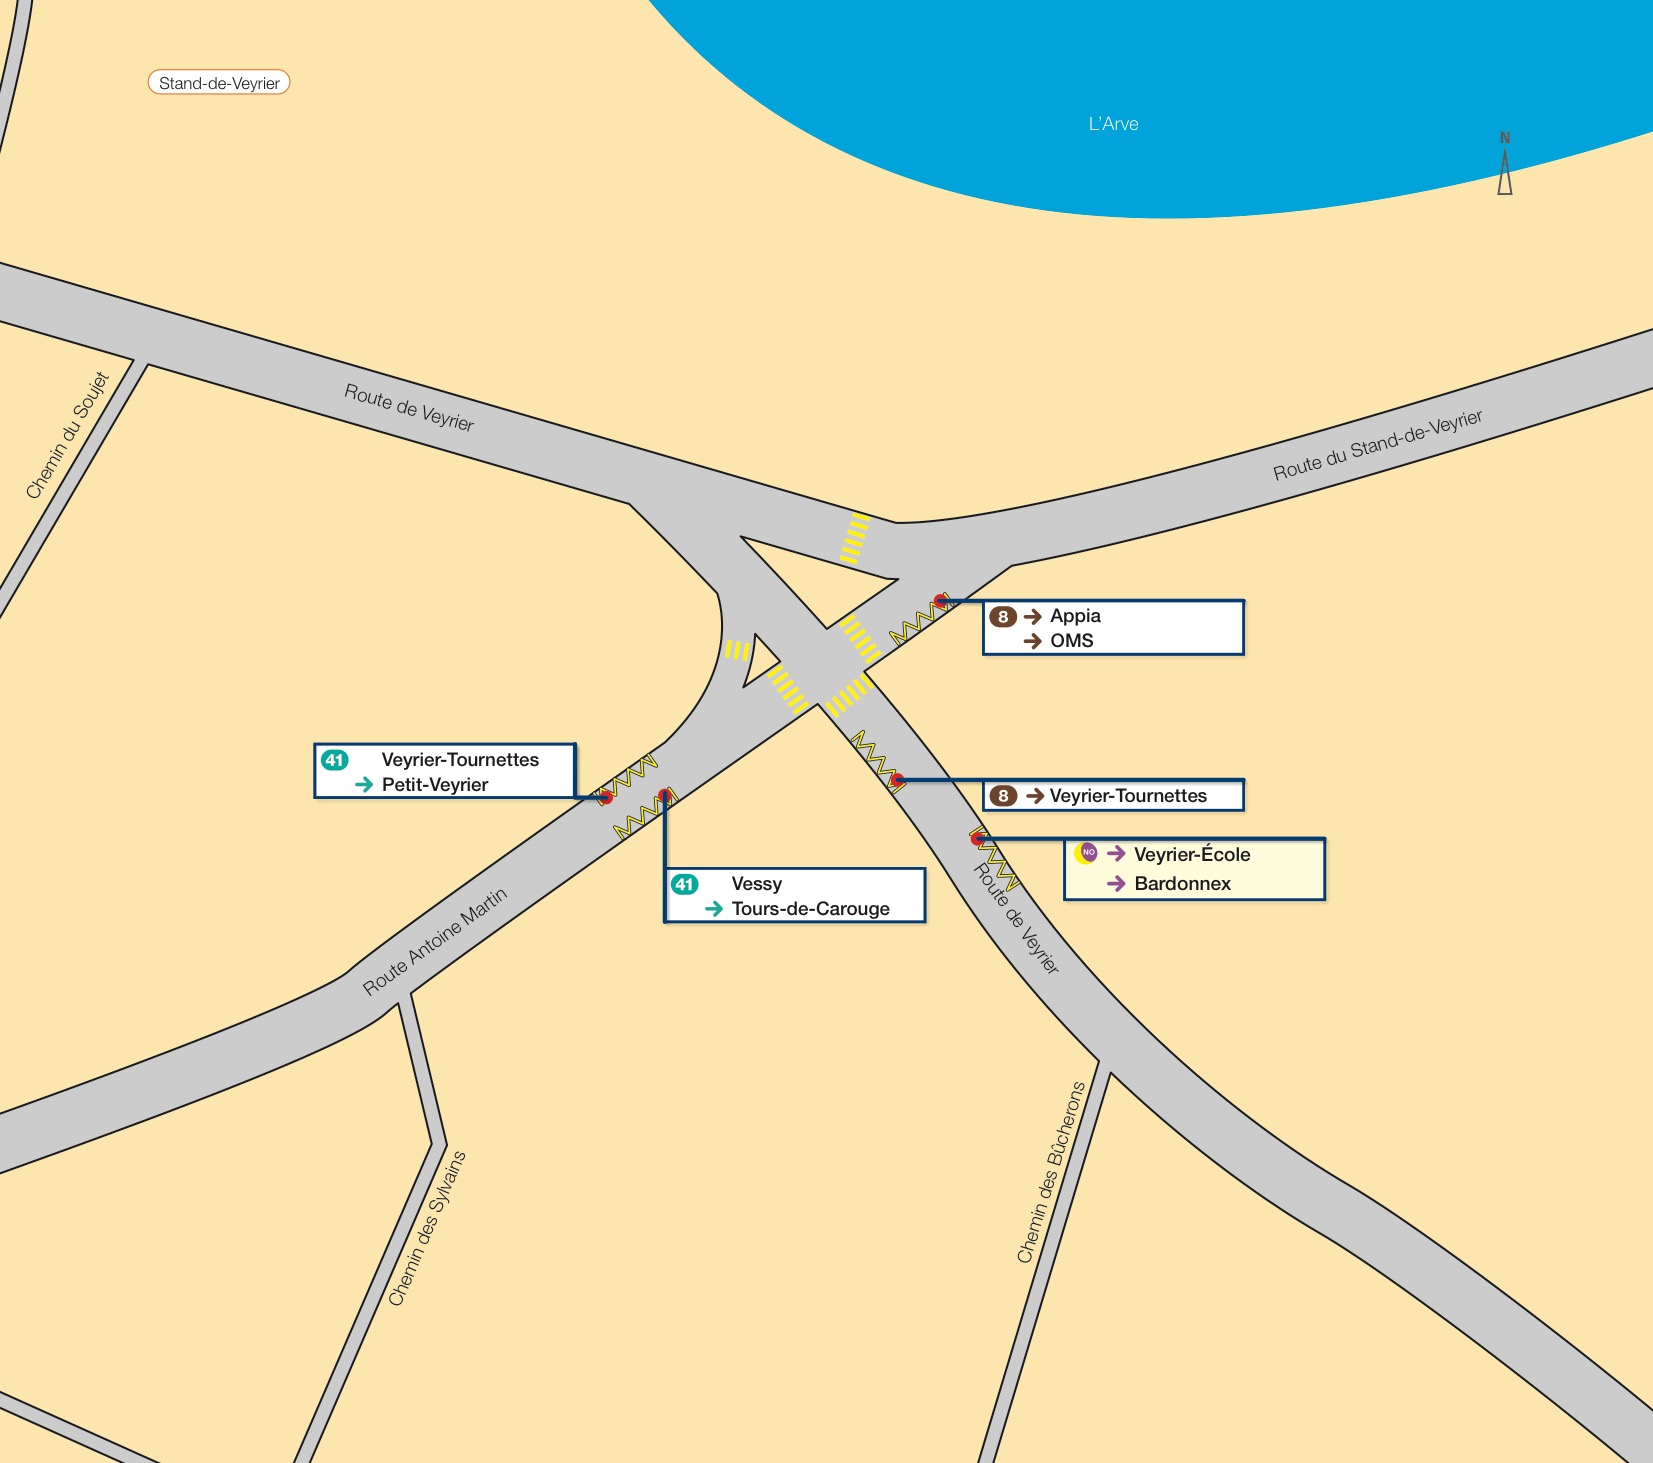 Stand-de-Veyrier
L'Arve
N
Chemin du Soujet
Route de Veyrier
Route du Stand-de-Veyrier
8 → Appia
→ OMS
41 Veyrier-Tournettes
→ Petit-Veyrier
8 → Veyrier-Tournettes
NO → Veyrier-École
→ Bardonnex
41 Vessy
→ Tours-de-Carouge
Route Antoine Martin
Route de Veyrier
Chemin des Sylvains
Chemin des Bûcherons